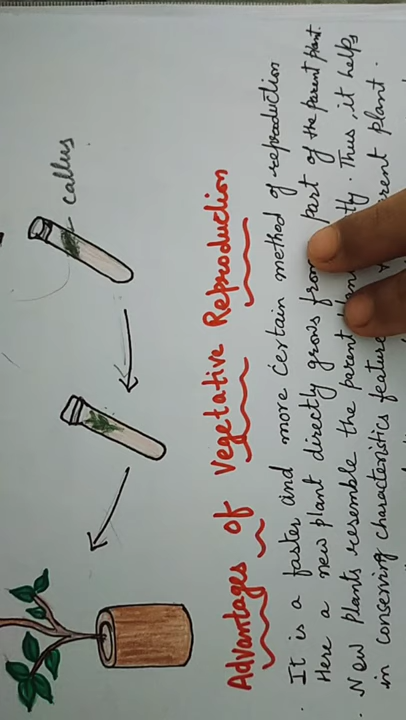 callus
Advantages of Vegetative Reproduction
· It is a faster and more certain method of reproduction
Here a new plant directly grows from part of the parent plant.
· New plants resemble the parent . Thus, it helps
in conserving characteristics parent plant.